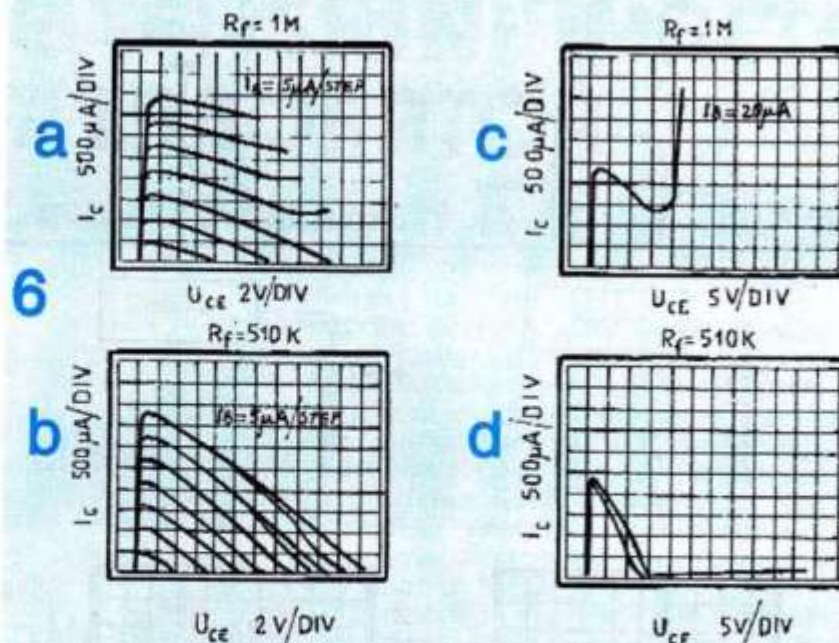 6
a
Rf = 1M
IC 500µA/DIV
iB = 5µA/STEP
UCE 2V/DIV
c
Rf = 1M
IC 500µA/DIV
IB = 20µA
UCE 5V/DIV
b
Rf = 510K
IC 500µA/DIV
IB = 5µA/STEP
UCE 2V/DIV
d
Rf = 510K
IC 500µA/DIV
UCE 5V/DIV